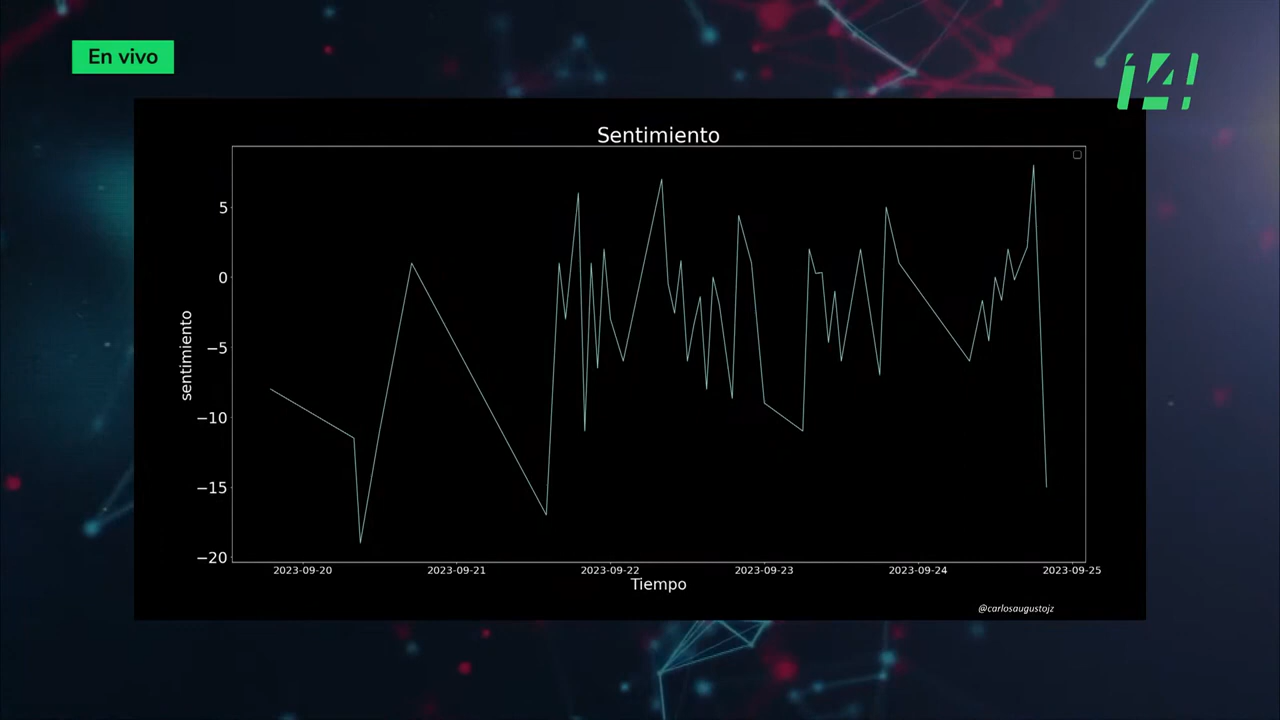 En vivo
14!
Sentimiento
sentimiento
5
0
−5
−10
−15
−20
2023-09-20 2023-09-21 2023-09-22 2023-09-23 2023-09-24 2023-09-25
Tiempo
@carlosaugustojz